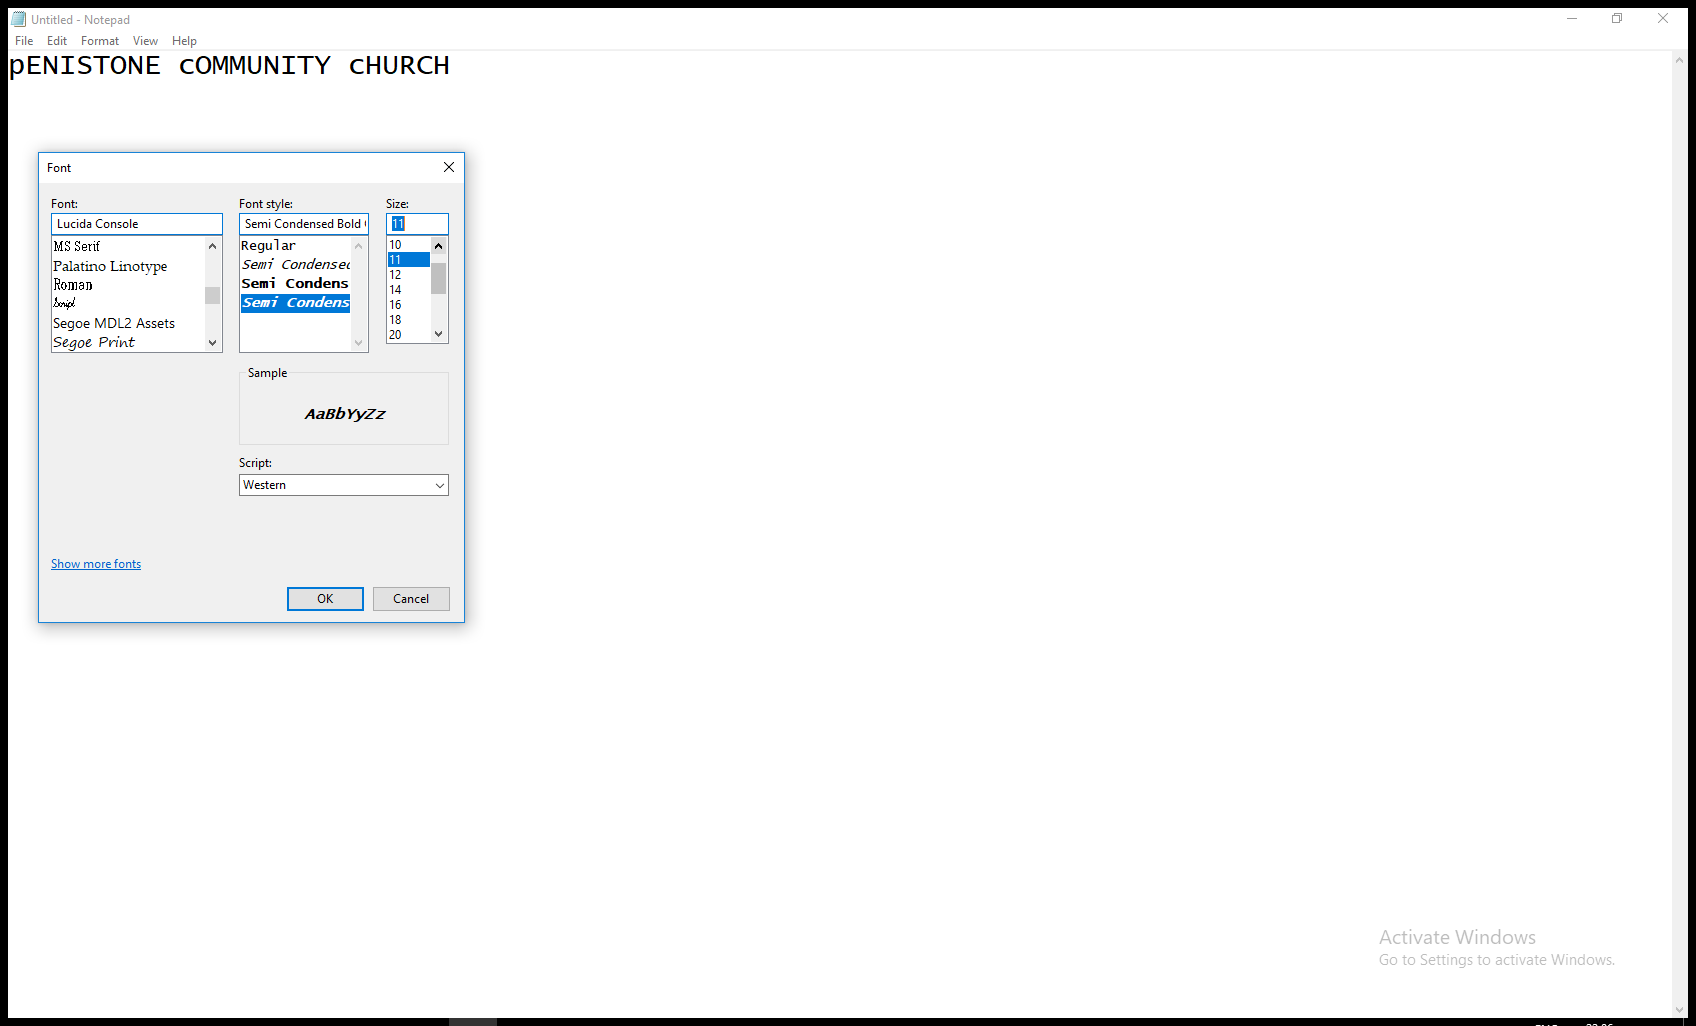 Untitled - Notepad
File Edit Format View Help
pENISTONE cOMMUNITY cHURCH
Font
Font: Font style: Size:
Lucida Console Semi Condensed Bold 11
MS Serif
Palatino Linotype
Roman
Script
Segoe MDL2 Assets
Segoe Print
Regular
Semi Condensed
Semi Condens
Semi Condens
10
11
12
14
16
18
20
Sample
AaBbYyZz
Script:
Western
Show more fonts
OK Cancel
Activate Windows
Go to Settings to activate Windows.